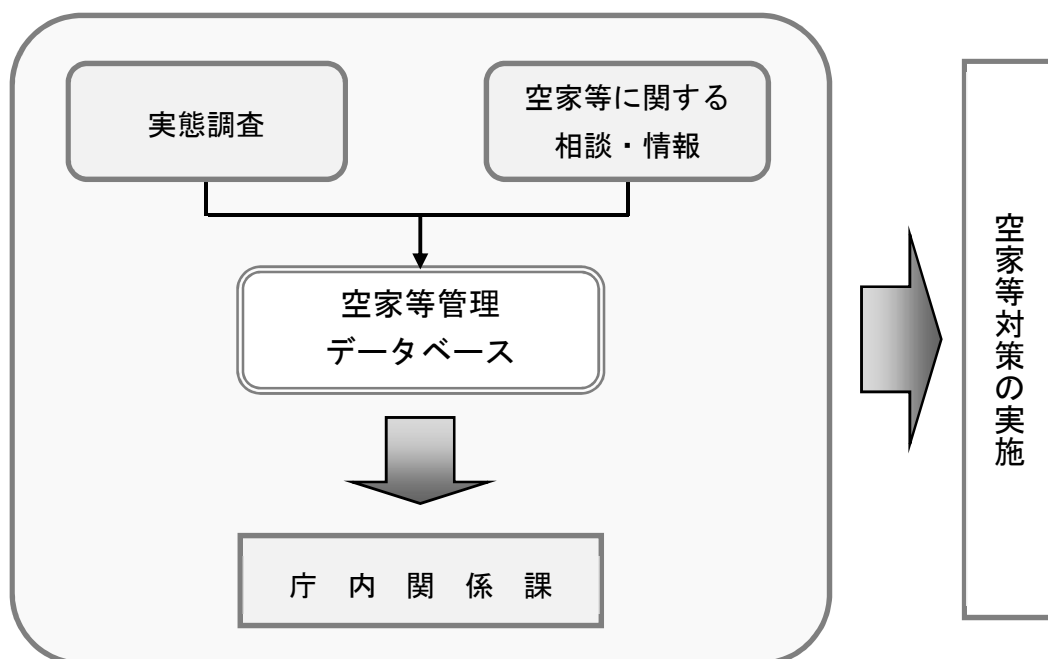 実態調査
空家等に関する
相談・情報
空家等管理
データベース
庁内関係課
空家等対策の実施